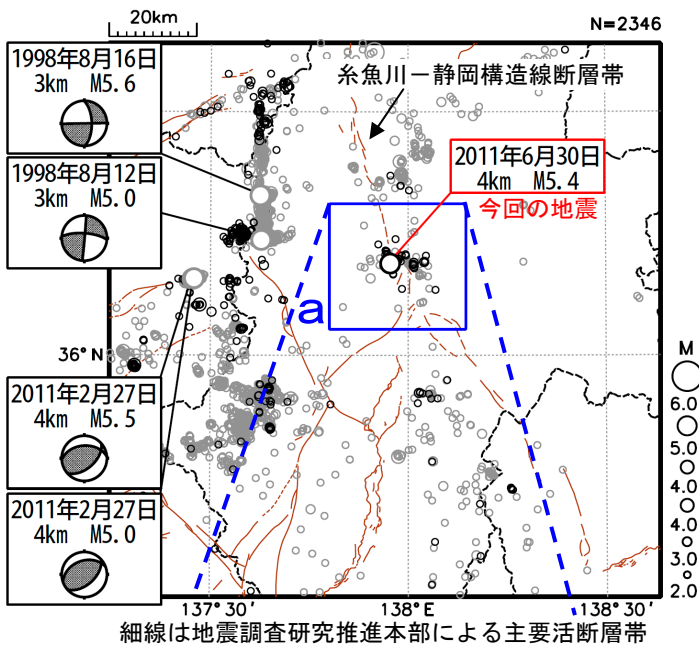 20km
N=2346
1998年8月16日
3km M5.6
糸魚川－静岡構造線断層帯
2011年6月30日
4km M5.4
今回の地震
1998年8月12日
3km M5.0
a
36°N
2011年2月27日
4km M5.5
2011年2月27日
4km M5.0
M
6.0
5.0
4.0
4.0
3.0
2.0
137°30'
138°E
138°30'
細線は地震調査研究推進本部による主要活断層帯